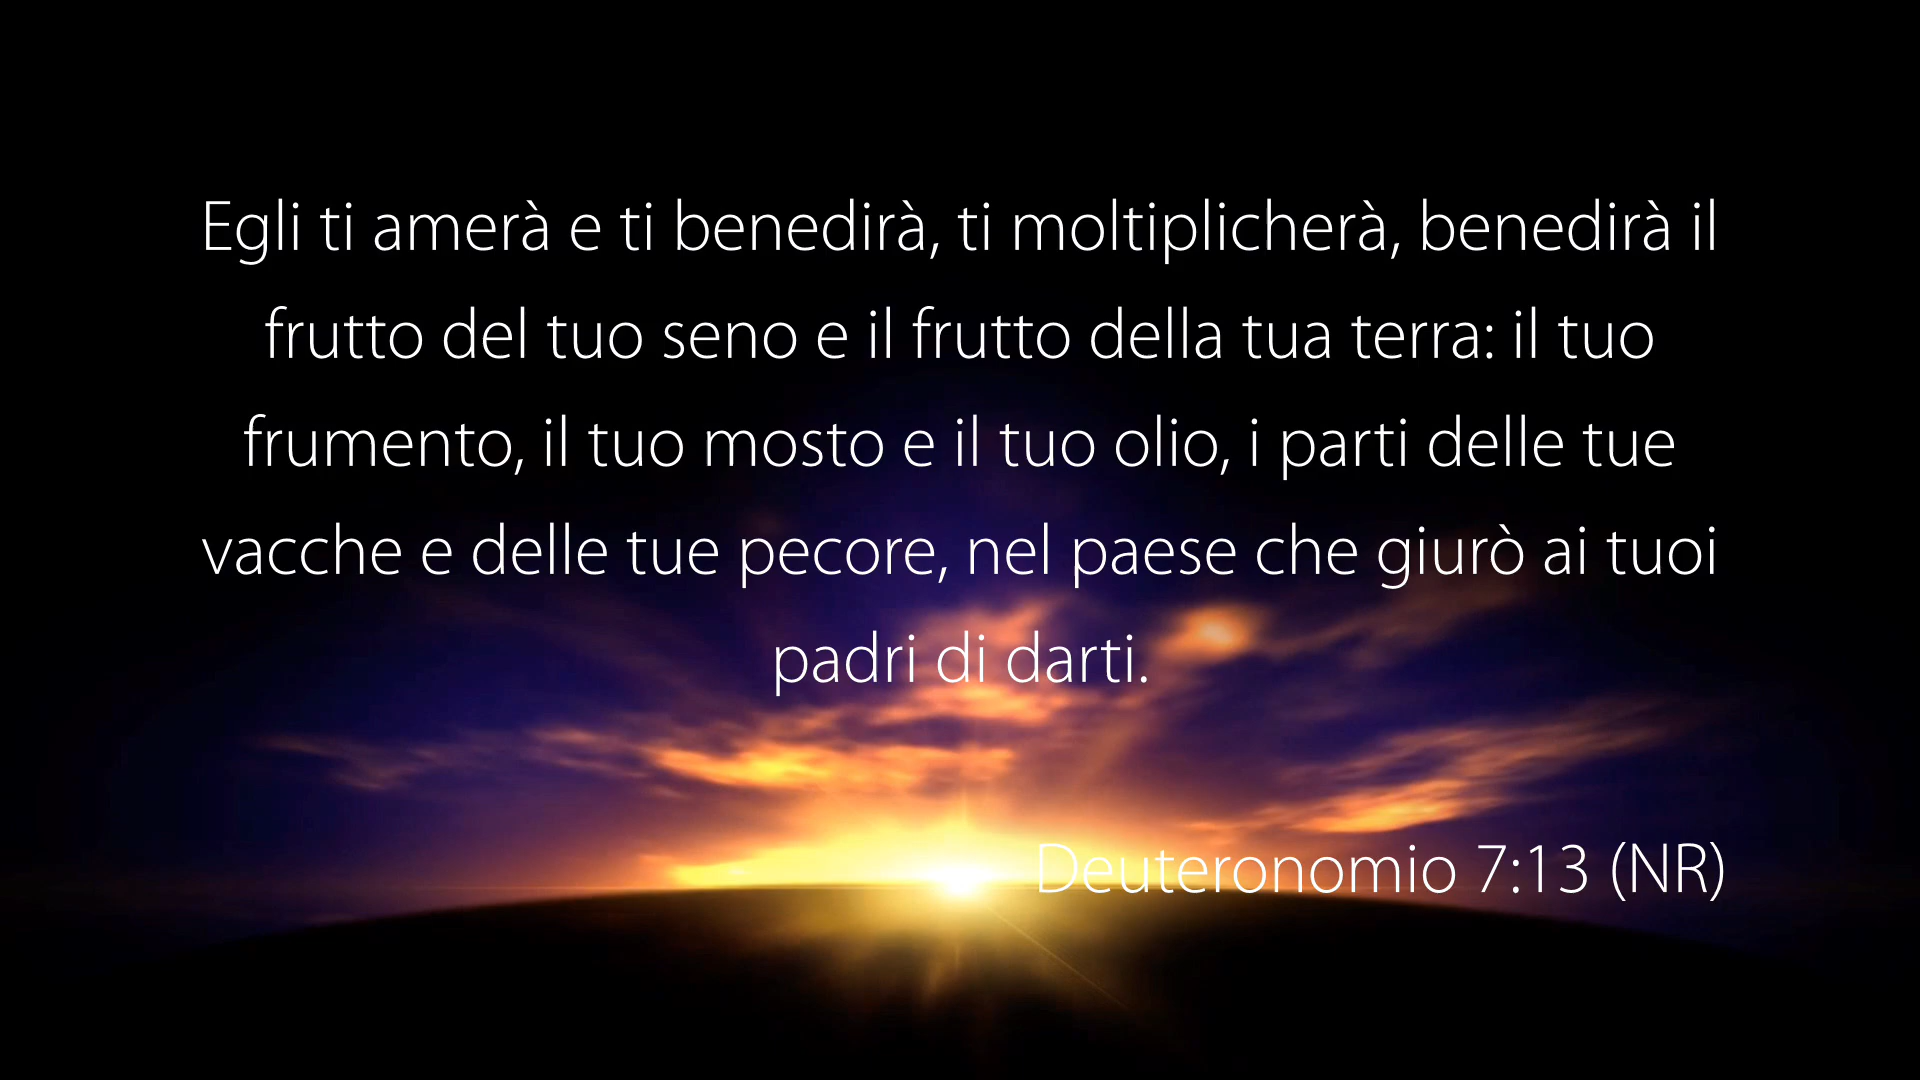 Egli ti amerà e ti benedirà, ti moltiplicherà, benedirà il
frutto del tuo seno e il frutto della tua terra: il tuo
frumento, il tuo mosto e il tuo olio, i parti delle tue
vacche e delle tue pecore, nel paese che giurò ai tuoi
padri di darti.
Deuteronomio 7:13 (NR)